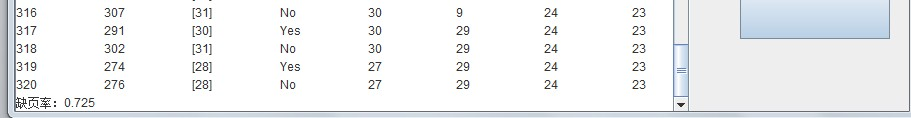 316 307 [31] No 30 9 24 23
317 291 [30] Yes 30 29 24 23
318 302 [31] No 30 29 24 23
319 274 [28] Yes 27 29 24 23
320 276 [28] No 27 29 24 23
缺页率：0.725